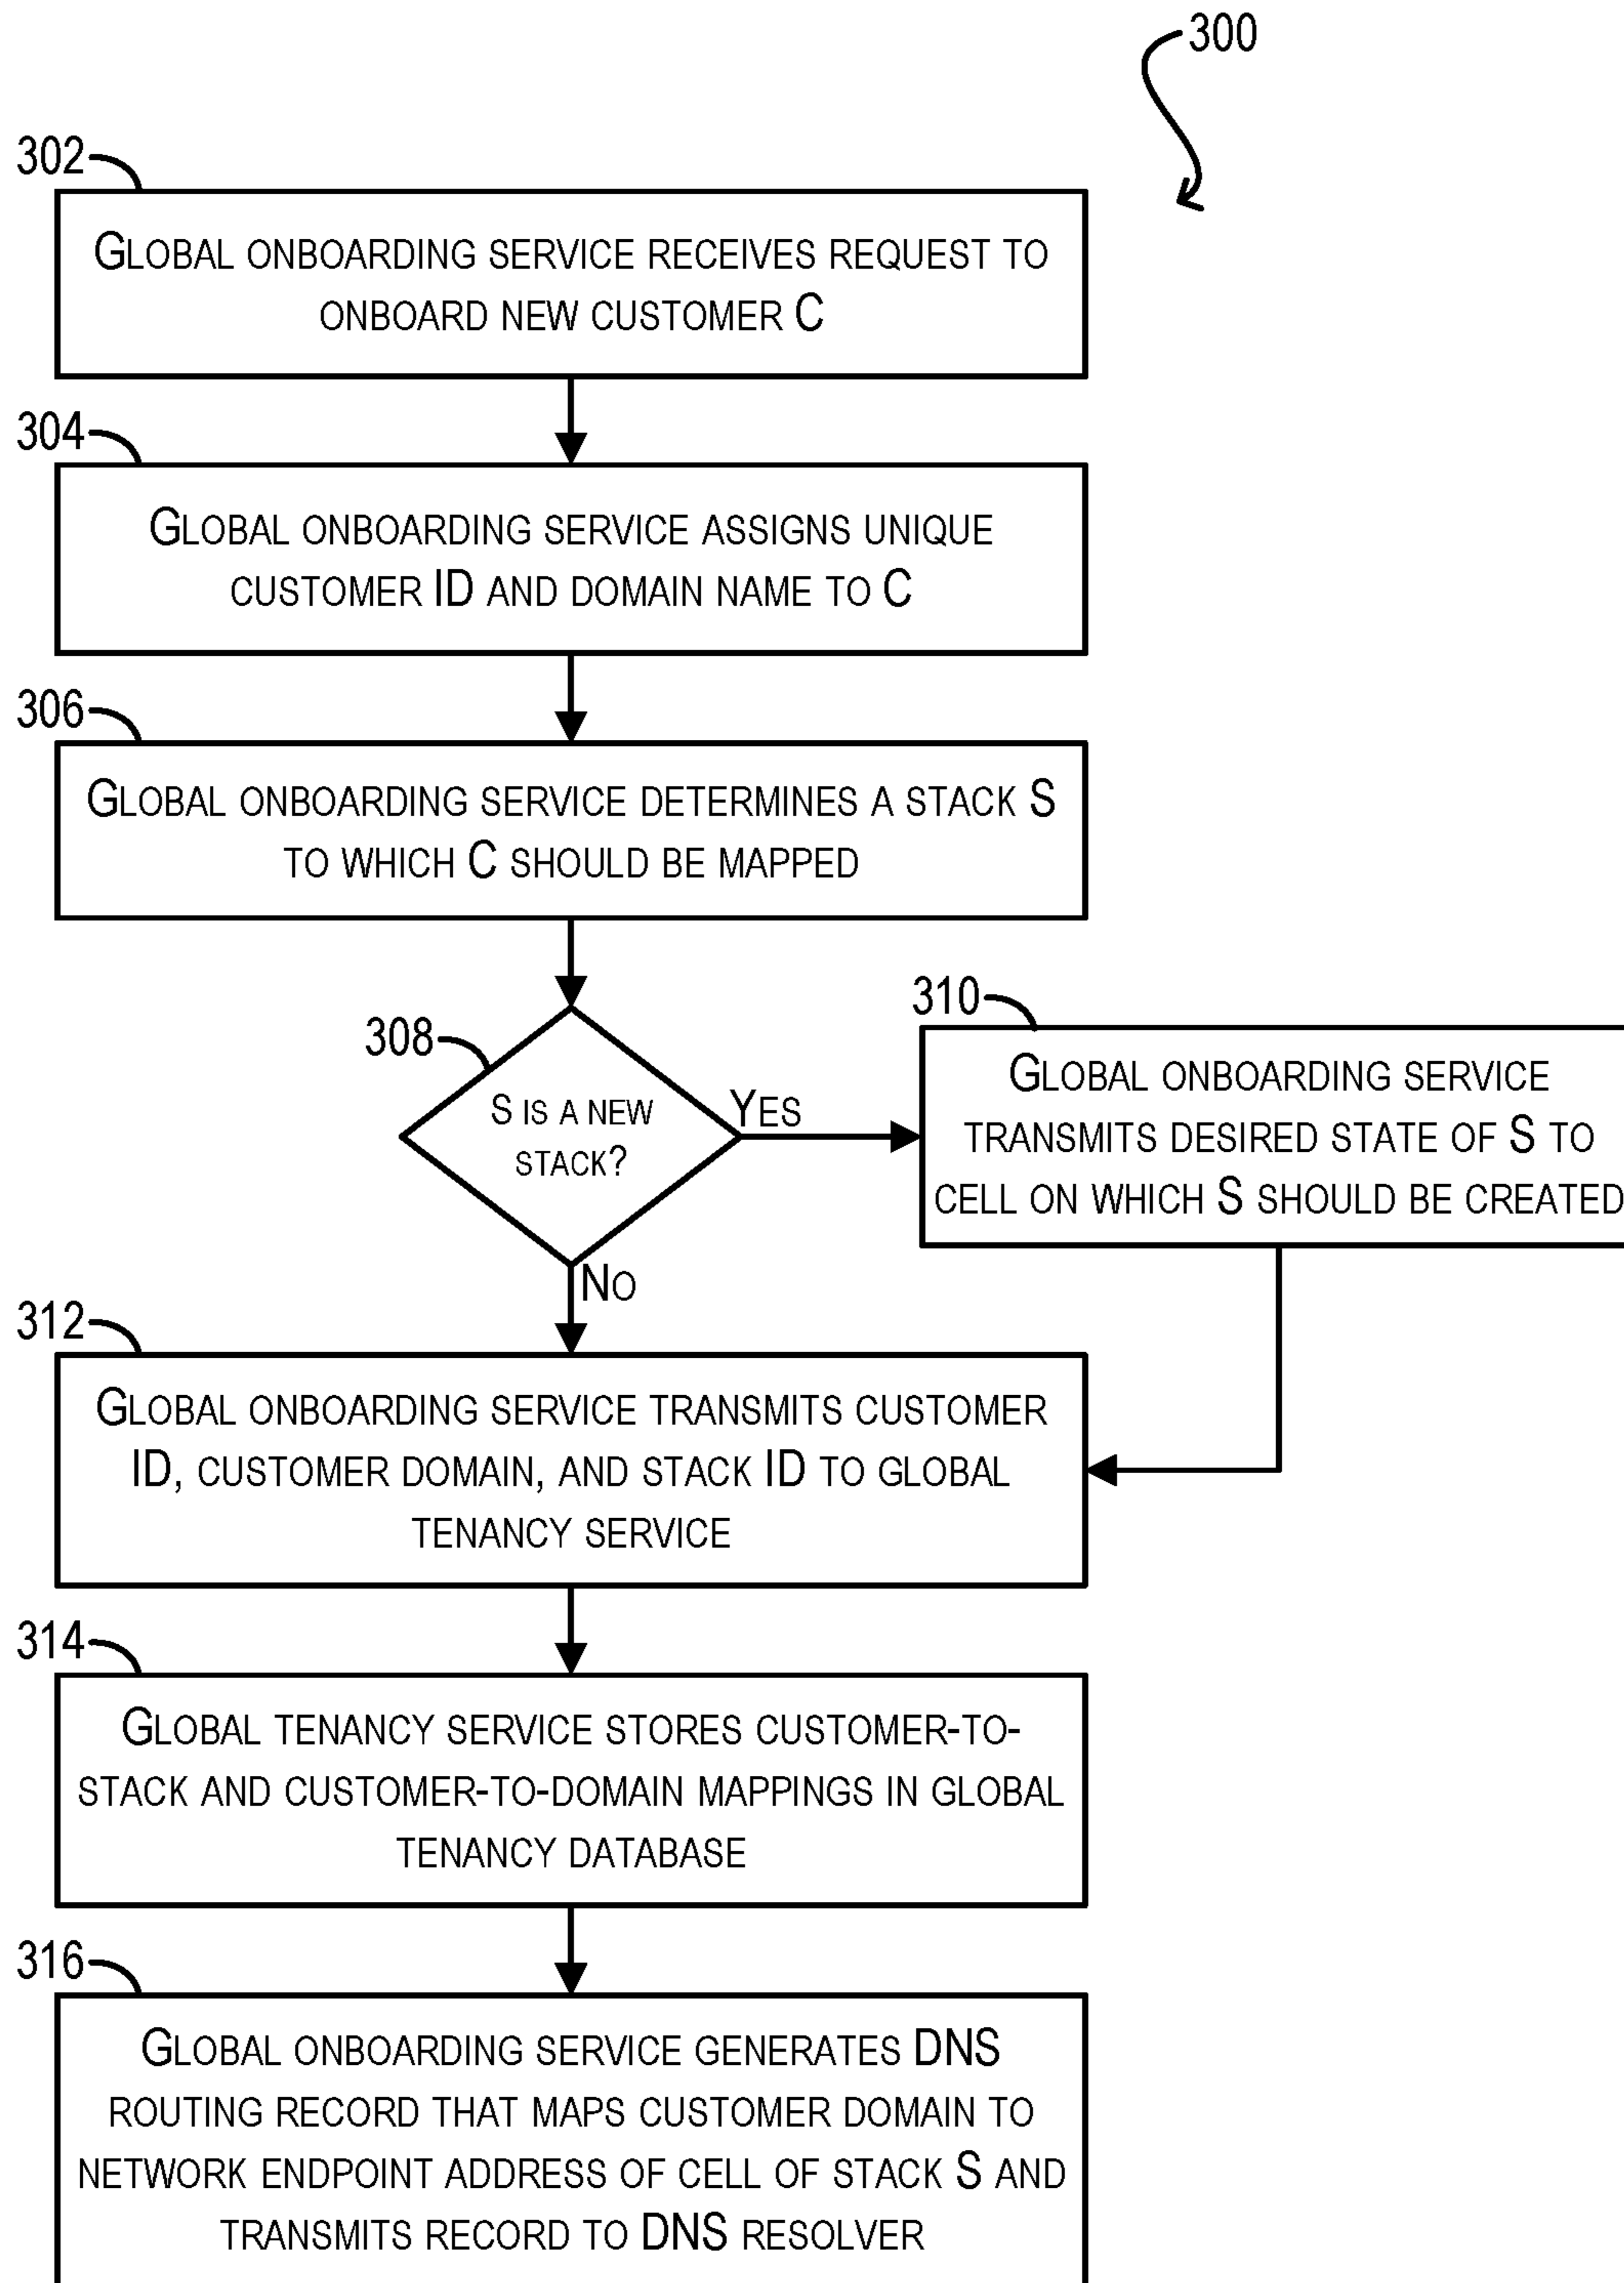 300
302
GLOBAL ONBOARDING SERVICE RECEIVES REQUEST TO
ONBOARD NEW CUSTOMER C
304
GLOBAL ONBOARDING SERVICE ASSIGNS UNIQUE
CUSTOMER ID AND DOMAIN NAME TO C
306
GLOBAL ONBOARDING SERVICE DETERMINES A STACK S
TO WHICH C SHOULD BE MAPPED
308
S IS A NEW
STACK?
YES
310
GLOBAL ONBOARDING SERVICE
TRANSMITS DESIRED STATE OF S TO
CELL ON WHICH S SHOULD BE CREATED
NO
312
GLOBAL ONBOARDING SERVICE TRANSMITS CUSTOMER
ID, CUSTOMER DOMAIN, AND STACK ID TO GLOBAL
TENANCY SERVICE
314
GLOBAL TENANCY SERVICE STORES CUSTOMER-TO-
STACK AND CUSTOMER-TO-DOMAIN MAPPINGS IN GLOBAL
TENANCY DATABASE
316
GLOBAL ONBOARDING SERVICE GENERATES DNS
ROUTING RECORD THAT MAPS CUSTOMER DOMAIN TO
NETWORK ENDPOINT ADDRESS OF CELL OF STACK S AND
TRANSMITS RECORD TO DNS RESOLVER